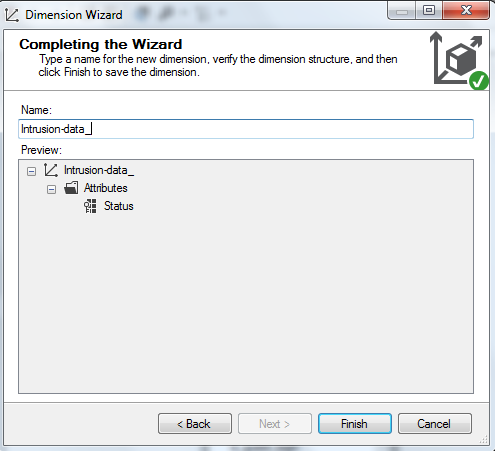 Dimension Wizard
Completing the Wizard
Type a name for the new dimension, verify the dimension structure, and then
click Finish to save the dimension.
Name:
Intrusion-data_
Preview:
Intrusion-data_
Attributes
Status
< Back
Next >
Finish
Cancel